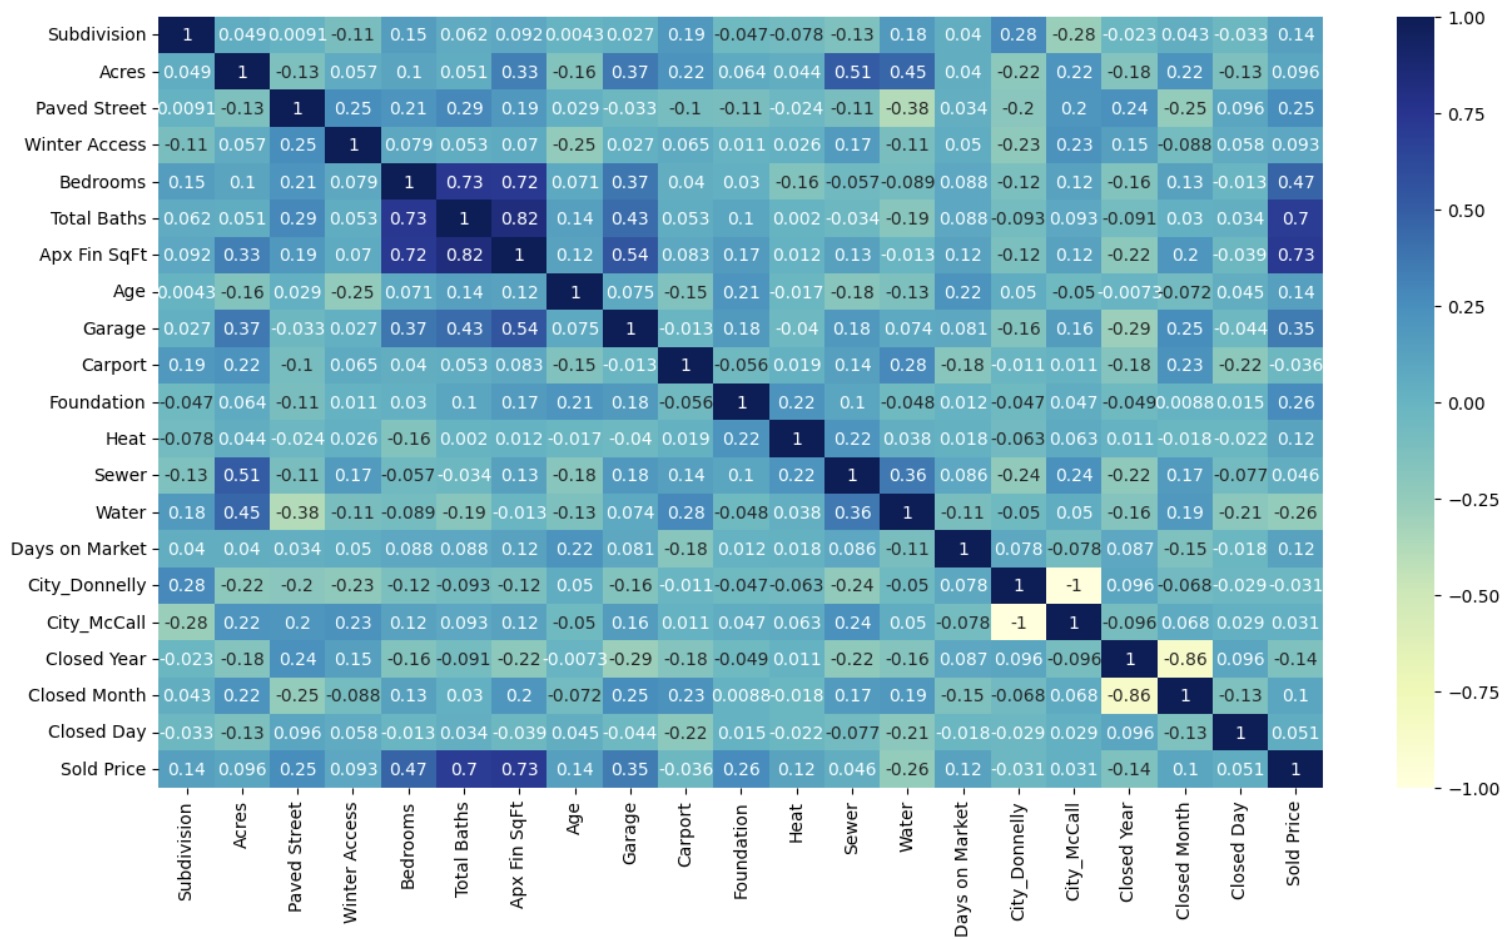 Subdivision 1 0.049 0.0091 -0.11 0.15 0.062 0.092 0.0043 0.027 0.19 -0.047 -0.078 -0.13 0.18 0.04 0.28 -0.28 -0.023 0.043 -0.033 0.14 1.00
Acres 0.049 1 -0.13 0.057 0.1 0.051 0.33 -0.16 0.37 0.22 0.064 0.044 0.51 0.45 0.04 -0.22 0.22 -0.18 0.22 -0.13 0.096
Paved Street 0.0091 -0.13 1 0.25 0.21 0.29 0.19 0.029 -0.033 -0.1 -0.11 -0.024 -0.11 -0.38 0.034 -0.2 0.2 0.24 -0.25 0.096 0.25 0.75
Winter Access -0.11 0.057 0.25 1 0.079 0.053 0.07 -0.25 0.027 0.065 0.011 0.026 0.17 -0.11 0.05 -0.23 0.23 0.15 -0.088 0.058 0.093
Bedrooms 0.15 0.1 0.21 0.079 1 0.73 0.72 0.071 0.37 0.04 0.03 -0.16 -0.057 -0.089 0.088 -0.12 0.12 -0.16 0.13 -0.013 0.47
Total Baths 0.062 0.051 0.29 0.053 0.73 1 0.82 0.14 0.43 0.053 0.1 0.002 -0.034 -0.19 0.088 -0.093 0.093 -0.091 0.03 0.034 0.7 0.50
Apx Fin SqFt 0.092 0.33 0.19 0.07 0.72 0.82 1 0.12 0.54 0.083 0.17 0.012 0.13 -0.013 0.12 -0.12 0.12 -0.22 0.2 -0.039 0.73
Age 0.0043 -0.16 0.029 -0.25 0.071 0.14 0.12 1 0.075 -0.15 0.21 -0.017 -0.18 -0.13 0.22 0.05 -0.05 -0.0073 -0.072 0.045 0.14
Garage 0.027 0.37 -0.033 0.027 0.37 0.43 0.54 0.075 1 -0.013 0.18 -0.04 0.18 0.074 0.081 -0.16 0.16 -0.29 0.25 -0.044 0.35 0.25
Carport 0.19 0.22 -0.1 0.065 0.04 0.053 0.083 -0.15 -0.013 1 -0.056 0.019 0.14 0.28 -0.18 -0.011 0.011 -0.18 0.23 -0.22 -0.036
Foundation -0.047 0.064 -0.11 0.011 0.03 0.1 0.17 0.21 0.18 -0.056 1 0.22 0.1 -0.048 0.012 -0.047 0.047 -0.049 0.0088 0.015 0.26 0.00
Heat -0.078 0.044 -0.024 0.026 -0.16 0.002 0.012 -0.017 -0.04 0.019 0.22 1 0.22 0.038 0.018 -0.063 0.063 0.011 -0.018 -0.022 0.12
Sewer -0.13 0.51 -0.11 0.17 -0.057 -0.034 0.13 -0.18 0.18 0.14 0.1 0.22 1 0.36 0.086 -0.24 0.24 -0.22 0.17 -0.077 0.046
Water 0.18 0.45 -0.38 -0.11 -0.089 -0.19 -0.013 -0.13 0.074 0.28 -0.048 0.038 0.36 1 -0.11 -0.05 0.05 -0.16 0.19 -0.21 -0.26 −0.25
Days on Market 0.04 0.04 0.034 0.05 0.088 0.088 0.12 0.22 0.081 -0.18 0.012 0.018 0.086 -0.11 1 0.078 -0.078 0.087 -0.15 -0.018 0.12
City_Donnelly 0.28 -0.22 -0.2 -0.23 -0.12 -0.093 -0.12 0.05 -0.16 -0.011 -0.047 -0.063 -0.24 -0.05 0.078 1 -1 0.096 -0.068 -0.029 -0.031 −0.50
City_McCall -0.28 0.22 0.2 0.23 0.12 0.093 0.12 -0.05 0.16 0.011 0.047 0.063 0.24 0.05 -0.078 -1 1 -0.096 0.068 0.029 0.031
Closed Year -0.023 -0.18 0.24 0.15 -0.16 -0.091 -0.22 -0.0073 -0.29 -0.18 -0.049 0.011 -0.22 -0.16 0.087 0.096 -0.096 1 -0.86 0.096 -0.14
Closed Month 0.043 0.22 -0.25 -0.088 0.13 0.03 0.2 -0.072 0.25 0.23 0.0088 -0.018 0.17 0.19 -0.15 -0.068 0.068 -0.86 1 -0.13 0.1 −0.75
Closed Day -0.033 -0.13 0.096 0.058 -0.013 0.034 -0.039 0.045 -0.044 -0.22 0.015 -0.022 -0.077 -0.21 -0.018 -0.029 0.029 0.096 -0.13 1 0.051
Sold Price 0.14 0.096 0.25 0.093 0.47 0.7 0.73 0.14 0.35 -0.036 0.26 0.12 0.046 -0.26 0.12 -0.031 0.031 -0.14 0.1 0.051 1 −1.00
Subdivision Acres Paved Street Winter Access Bedrooms Total Baths Apx Fin SqFt Age Garage Carport Foundation Heat Sewer Water Days on Market City_Donnelly City_McCall Closed Year Closed Month Closed Day Sold Price